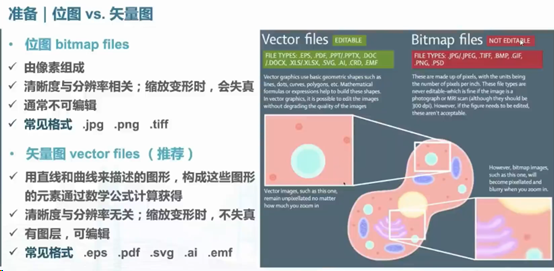 准备｜位图 vs. 矢量图
• 位图 bitmap files
✓ 由像素组成
✓ 清晰度与分辨率相关；缩放变形时，会失真
✓ 通常不可编辑
✓ 常见格式 .jpg .png .tiff
• 矢量图 vector files （推荐）
✓ 用直线和曲线来描述的图形，构成这些图形
的元素通过数学公式计算获得
✓ 清晰度与分辨率无关；缩放变形时，不失真
✓ 有图层，可编辑
✓ 常见格式 .eps .pdf .svg .ai .emf
Vector files EDITABLE
FILE TYPES: .EPS, .PDF, .PPT/.PPTX, .DOC
/.DOCX, .XLS/XLSX, .SVG, .AI, .CRD, .EMF
Vector graphics use basic geometric shapes such as
lines, dots, curves, polygons, etc. Mathematical
formulas or expressions help to build these shapes.
In vector graphics, it is possible to edit the images
without degrading the quality of the images
Vector images, such as this one,
remain unpixellated no matter
how much you zoom in
Bitmap files NOT EDITABLE
FILE TYPES: .JPG/.JPEG, .TIFF, .BMP, .GIF,
.PNG, .PSD
These are made up of pixels, with the units being
the number of pixels per inch. These file types are
never editable–which is fine if the image is a
photograph or MRI scan (although they should be
300 dpi). However, if the figure needs to be edited,
these aren't acceptable.
However, bitmap images,
such as this one, will
become pixellated and
blurry when you zoom in.